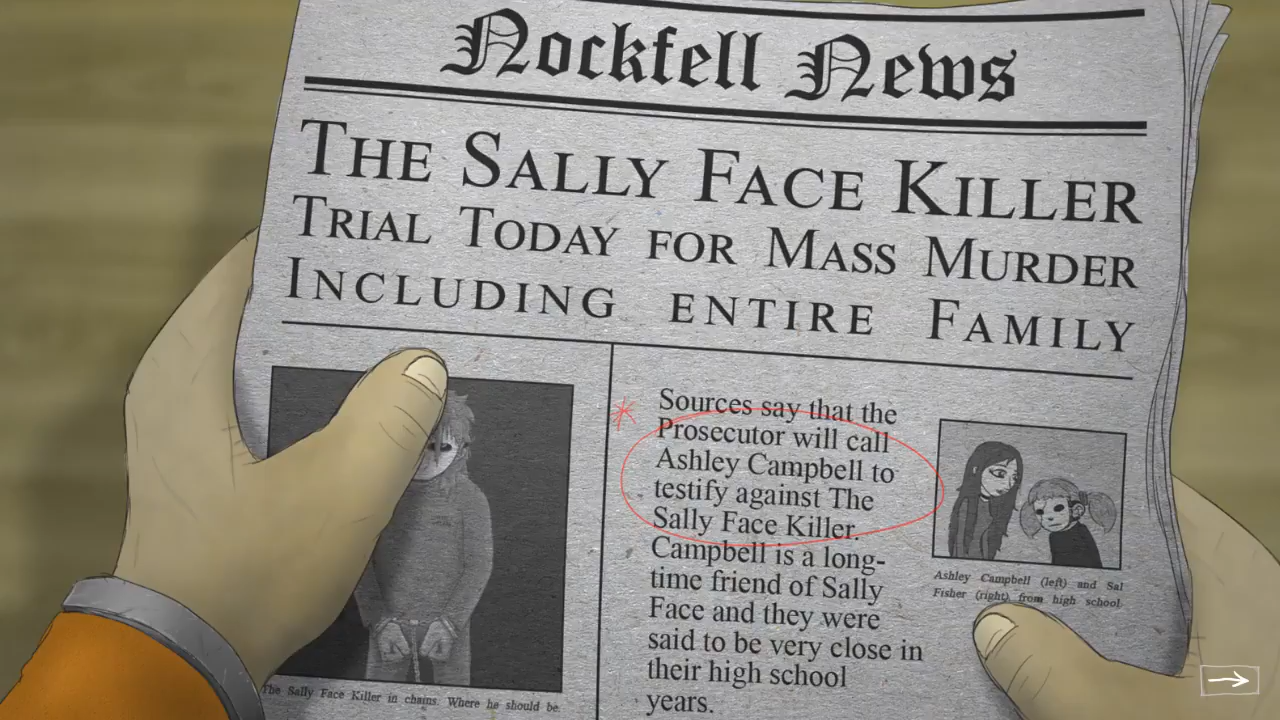 Nockfell News
The Sally Face Killer
Trial Today for Mass Murder
Including entire Family
Sources say that the
Prosecutor will call
Ashley Campbell to
testify against The
Sally Face Killer.
Campbell is a long-
time friend of Sally
Face and they were
said to be very close in
their high school
years.
The Sally Face Killer in chains. Where he should be.
Ashley Campbell (left) and Sal
Fisher (right) from high school